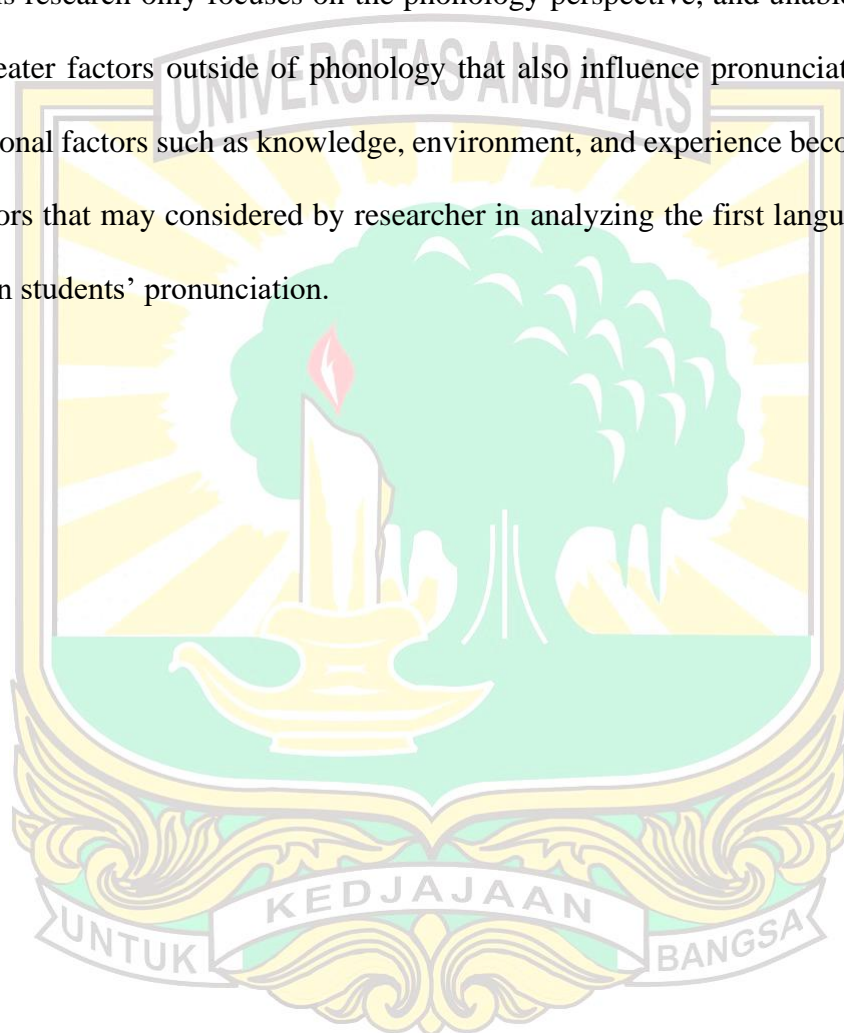 s research only focuses on the phonology perspective, and unable
eater factors outside of phonology that also influence pronunciat
UNIVERSITAS ANDALAS
onal factors such as knowledge, environment, and experience beco
ors that may considered by researcher in analyzing the first langu
n students’ pronunciation.
UNTUK KEDJAJAAN BANGSA